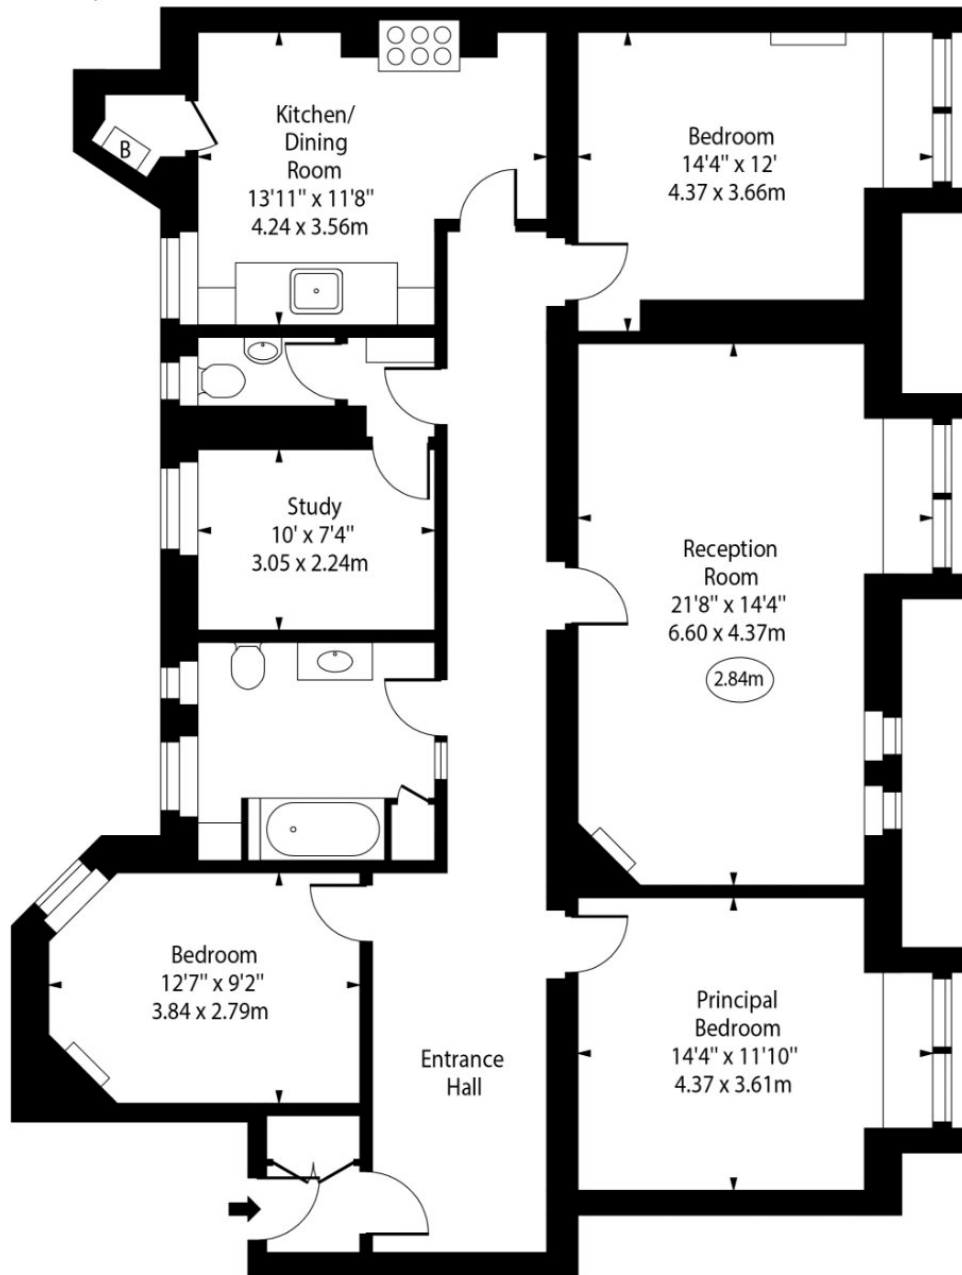 Kitchen/
Dining
Room
13'11" x 11'8"
4.24 x 3.56m
B
Bedroom
14'4" x 12'
4.37 x 3.66m
Study
10' x 7'4"
3.05 x 2.24m
Reception
Room
21'8" x 14'4"
6.60 x 4.37m
2.84m
Bedroom
12'7" x 9'2"
3.84 x 2.79m
Entrance
Hall
Principal
Bedroom
14'4" x 11'10"
4.37 x 3.61m